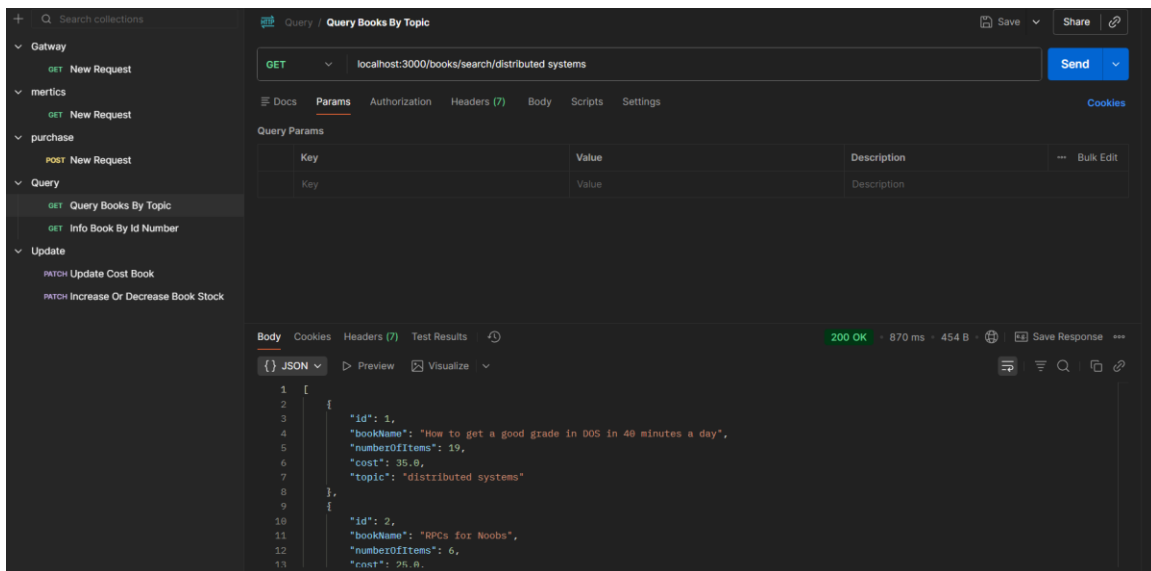 Search collections
Gatway
GET New Request
mertics
GET New Request
purchase
POST New Request
Query
GET Query Books By Topic
GET Info Book By Id Number
Update
PATCH Update Cost Book
PATCH Increase Or Decrease Book Stock
HTTP Query / Query Books By Topic
Save Share
GET localhost:3000/books/search/distributed systems Send
Docs Params Authorization Headers (7) Body Scripts Settings Cookies
Query Params
Key Value Description Bulk Edit
Key Value Description
Body Cookies Headers (7) Test Results 200 OK 870 ms 454 B Save Response
{} JSON Preview Visualize
1 [
2 {
3 "id": 1,
4 "bookName": "How to get a good grade in DOS in 40 minutes a day",
5 "numberOfItems": 19,
6 "cost": 35.0,
7 "topic": "distributed systems"
8 },
9 {
10 "id": 2,
11 "bookName": "RPCs for Noobs",
12 "numberOfItems": 6,
13 "cost": 25.0,